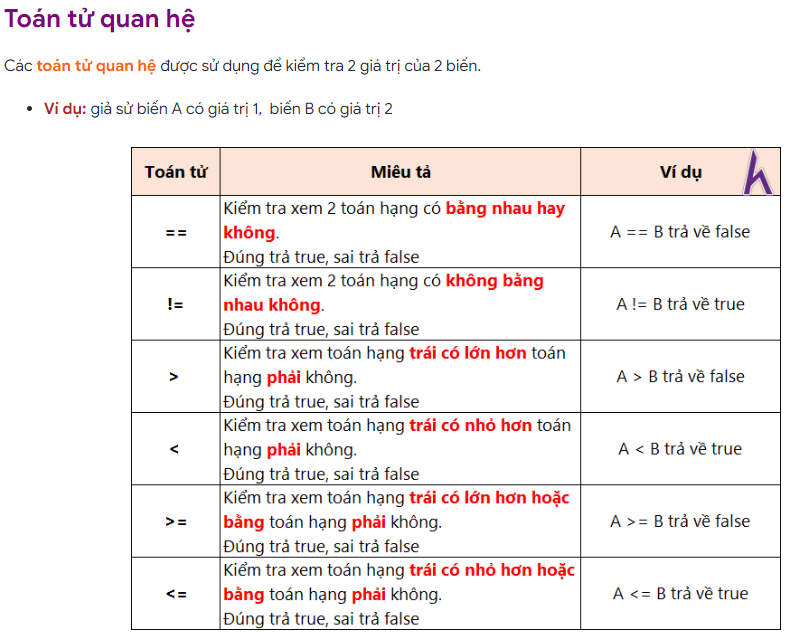 Toán tử quan hệ
Các toán tử quan hệ được sử dụng để kiểm tra 2 giá trị của 2 biến.
Ví dụ: giả sử biến A có giá trị 1, biến B có giá trị 2
Toán tử Miêu tả Ví dụ
== Kiểm tra xem 2 toán hạng có bằng nhau hay
không.
Đúng trả true, sai trả false
A == B trả về false
!= Kiểm tra xem 2 toán hạng có không bằng
nhau không.
Đúng trả true, sai trả false
A != B trả về true
> Kiểm tra xem toán hạng trái có lớn hơn toán
hạng phải không.
Đúng trả true, sai trả false
A > B trả về false
< Kiểm tra xem toán hạng trái có nhỏ hơn toán
hạng phải không.
Đúng trả true, sai trả false
A < B trả về true
>= Kiểm tra xem toán hạng trái có lớn hơn hoặc
bằng toán hạng phải không.
Đúng trả true, sai trả false
A >= B trả về false
<= Kiểm tra xem toán hạng trái có nhỏ hơn hoặc
bằng toán hạng phải không.
Đúng trả true, sai trả false
A <= B trả về true